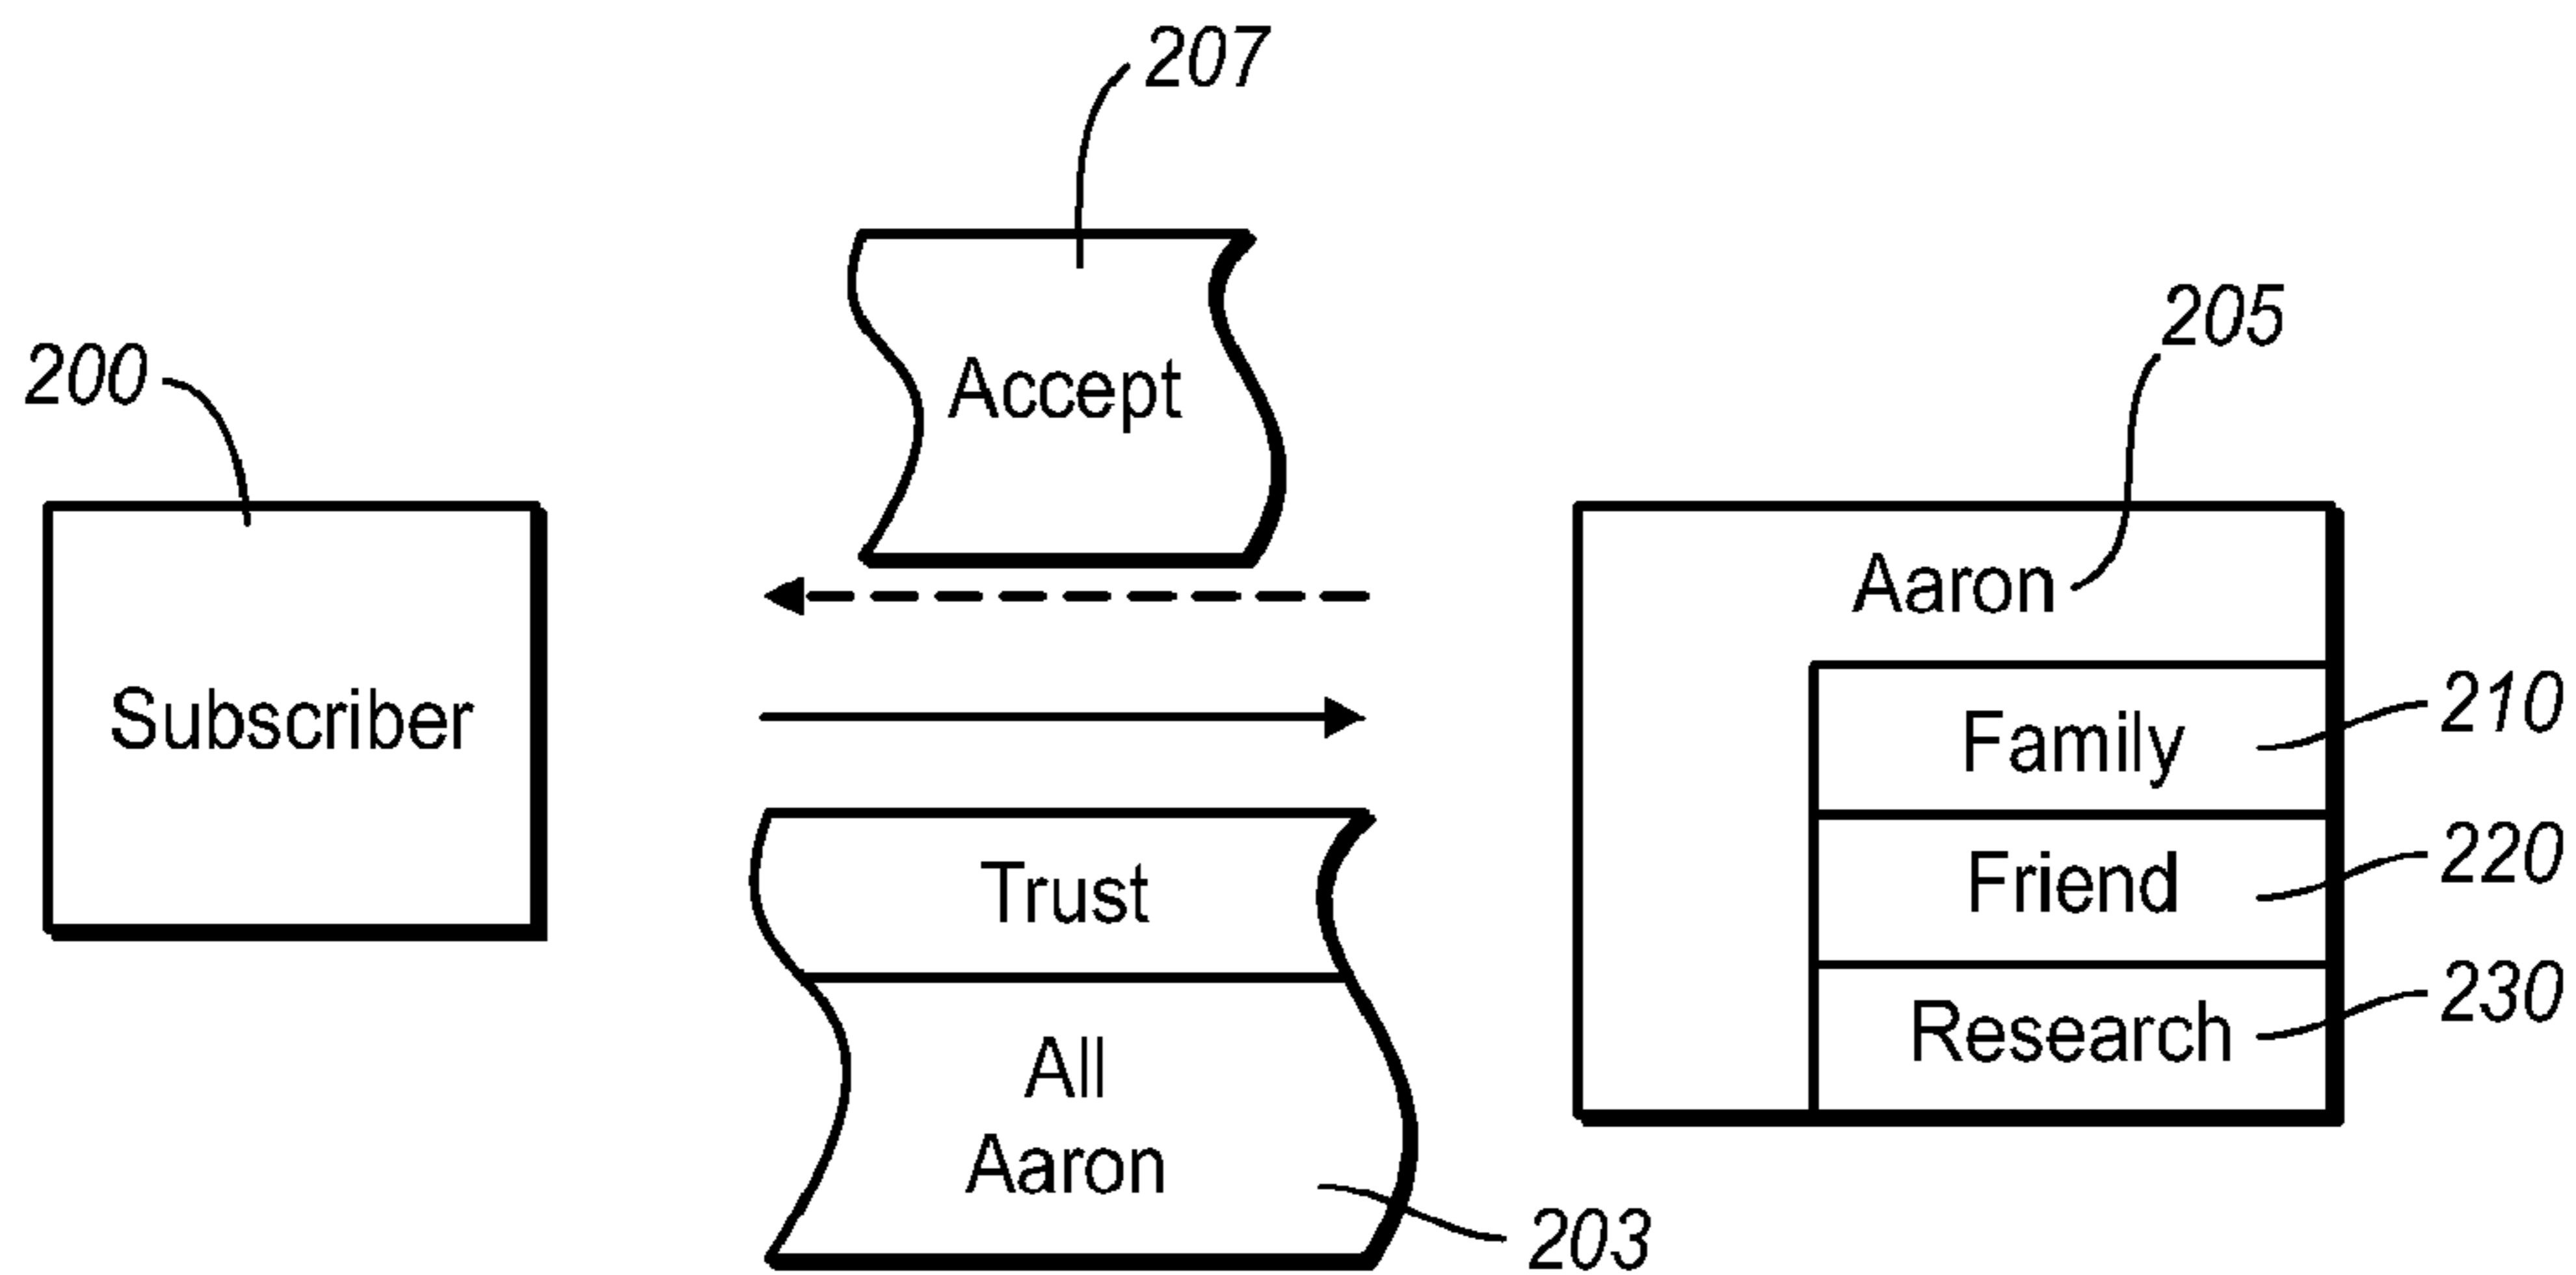 207
Accept
200
205
Subscriber
Aaron
Family
210
Friend
220
Research
230
Trust
All
Aaron
203